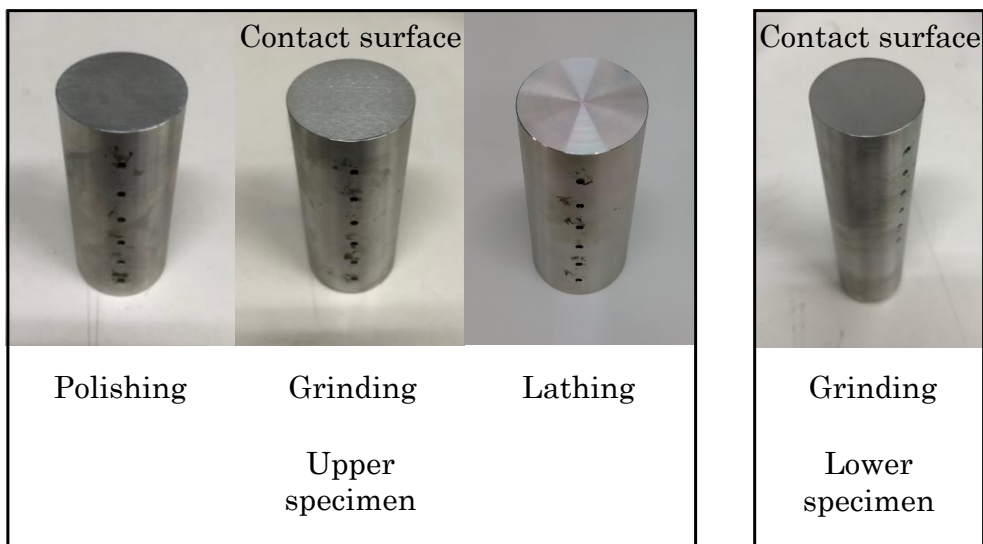 Contact surface
Contact surface
Polishing
Grinding
Lathing
Grinding
Upper
specimen
Lower
specimen